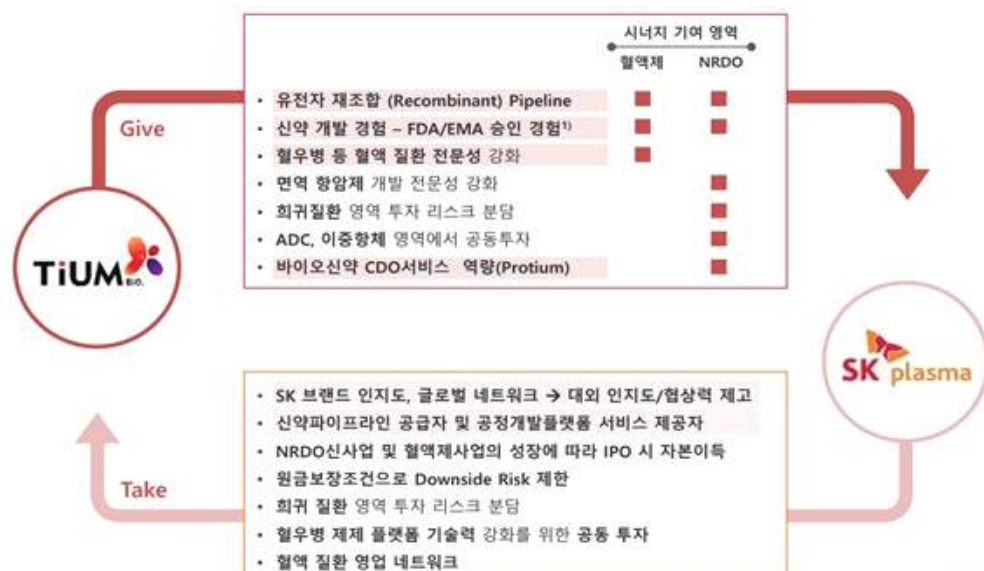 시너지 기여 영역
혈액제 NRDO
Give
• 유전자 재조합 (Recombinant) Pipeline
• 신약 개발 경험 – FDA/EMA 승인 경험¹⁾
• 혈우병 등 혈액 질환 전문성 강화
• 면역 항암제 개발 전문성 강화
• 희귀질환 영역 투자 리스크 분담
• ADC, 이중항체 영역에서 공동투자
• 바이오신약 CDO서비스 역량(Protium)
TiUM BiO.
SK plasma
Take
• SK 브랜드 인지도, 글로벌 네트워크 → 대외 인지도/협상력 제고
• 신약파이프라인 공급자 및 공정개발플랫폼 서비스 제공자
• NRDO신사업 및 혈액제사업의 성장에 따라 IPO 시 자본이득
• 원금보장조건으로 Downside Risk 제한
• 희귀 질환 영역 투자 리스크 분담
• 혈우병 제제 플랫폼 기술력 강화를 위한 공동 투자
• 혈액 질환 영업 네트워크